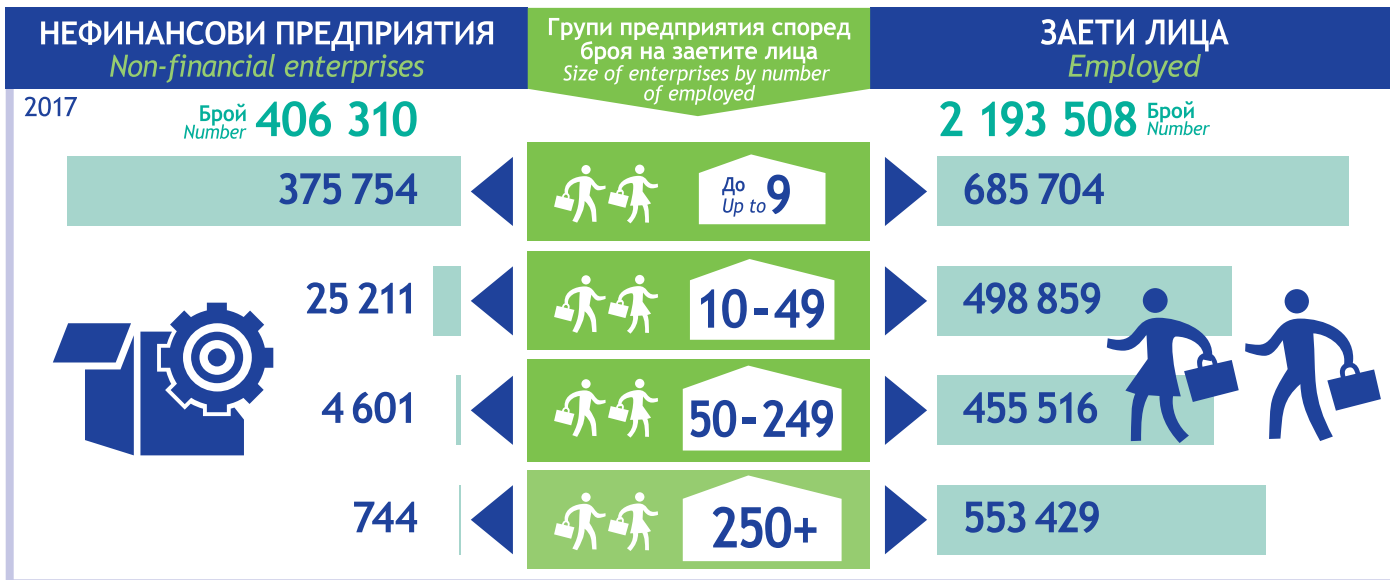 НЕФИНАНСОВИ ПРЕДПРИЯТИЯ
Non-financial enterprises
Групи предприятия според
броя на заетите лица
Size of enterprises by number
of employed
ЗАЕТИ ЛИЦА
Employed
2017
Брой
Number
406 310
2 193 508
Брой
Number
375 754
До
Up to
9
685 704
25 211
10-49
498 859
4 601
50-249
455 516
744
250+
553 429